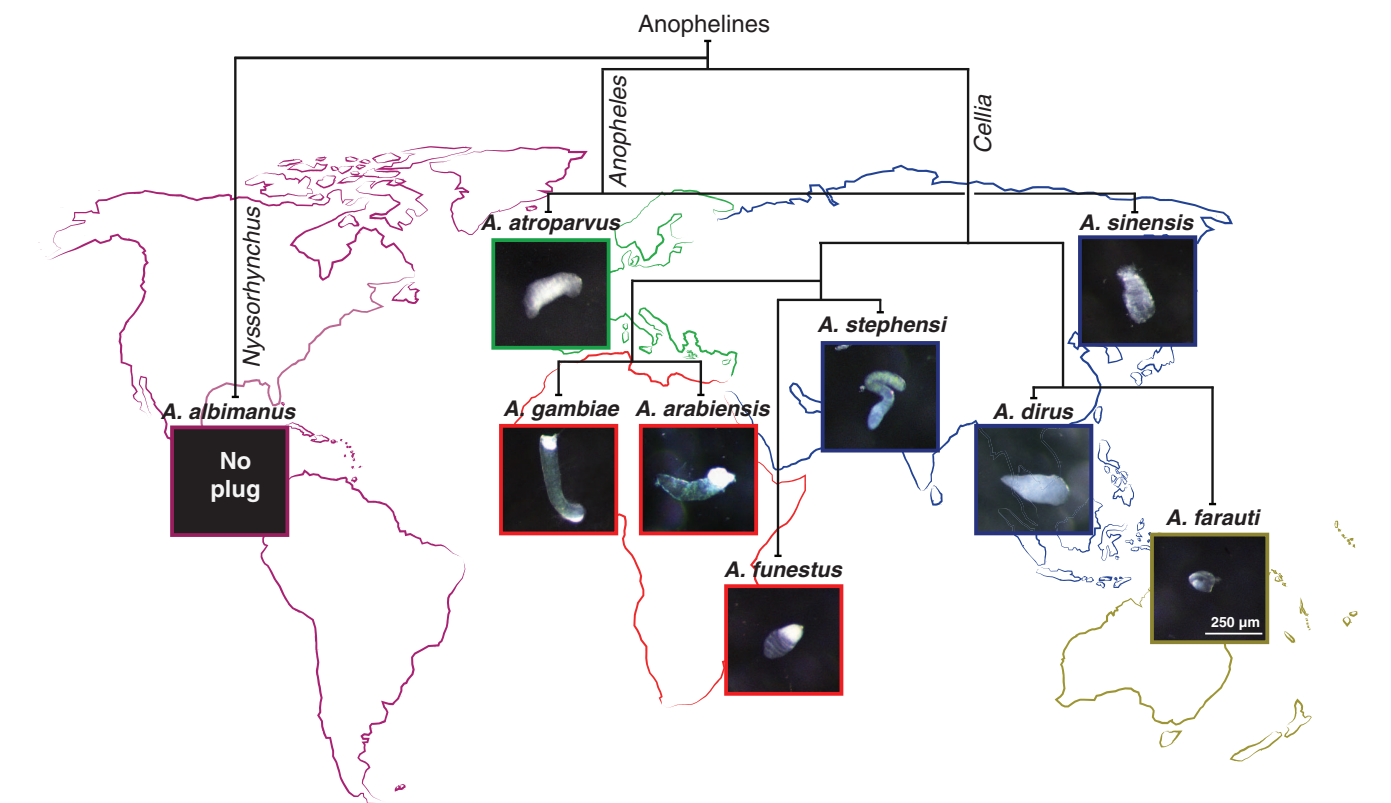 Anophelines
Anopheles
Cellia
Nyssorhynchus
A. atroparvus
A. sinensis
A. stephensi
A. albimanus
A. gambiae
A. arabiensis
A. dirus
No
plug
A. farauti
A. funestus
250 µm